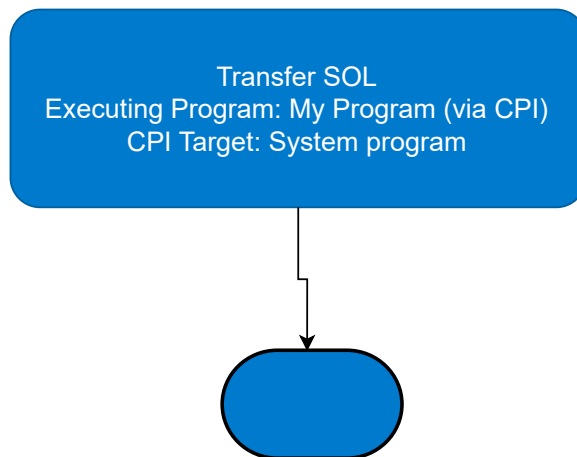 Transfer SOL
Executing Program: My Program (via CPI)
CPI Target: System program